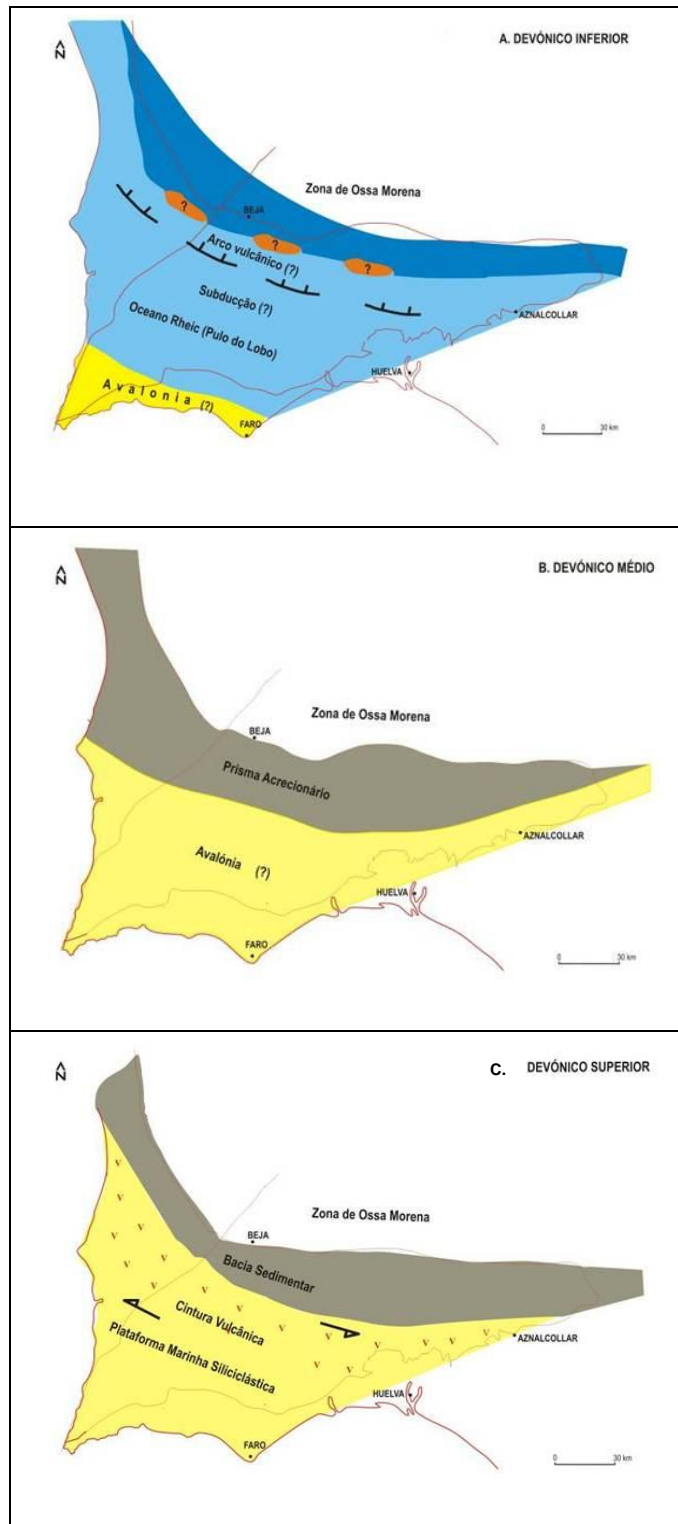 N
A. DEVÓNICO INFERIOR
Zona de Ossa Morena
BEJA
?
?
?
Arco vulcânico (?)
Subducção (?)
Oceano Rheic (Pulo do Lobo)
AZNALCOLLAR
HUELVA
Avalonia (?)
FARO
0 30 km
N
B. DEVÓNICO MÉDIO
Zona de Ossa Morena
BEJA
Prisma Acrecionário
AZNALCOLLAR
Avalónia (?)
HUELVA
FARO
0 30 km
N
C. DEVÓNICO SUPERIOR
Zona de Ossa Morena
BEJA
Bacia Sedimentar
Cintura Vulcânica
AZNALCOLLAR
Plataforma Marinha Siliciclástica
v v v v v v v v v v v v v v v v v v v v v v v v
HUELVA
FARO
0 30 km